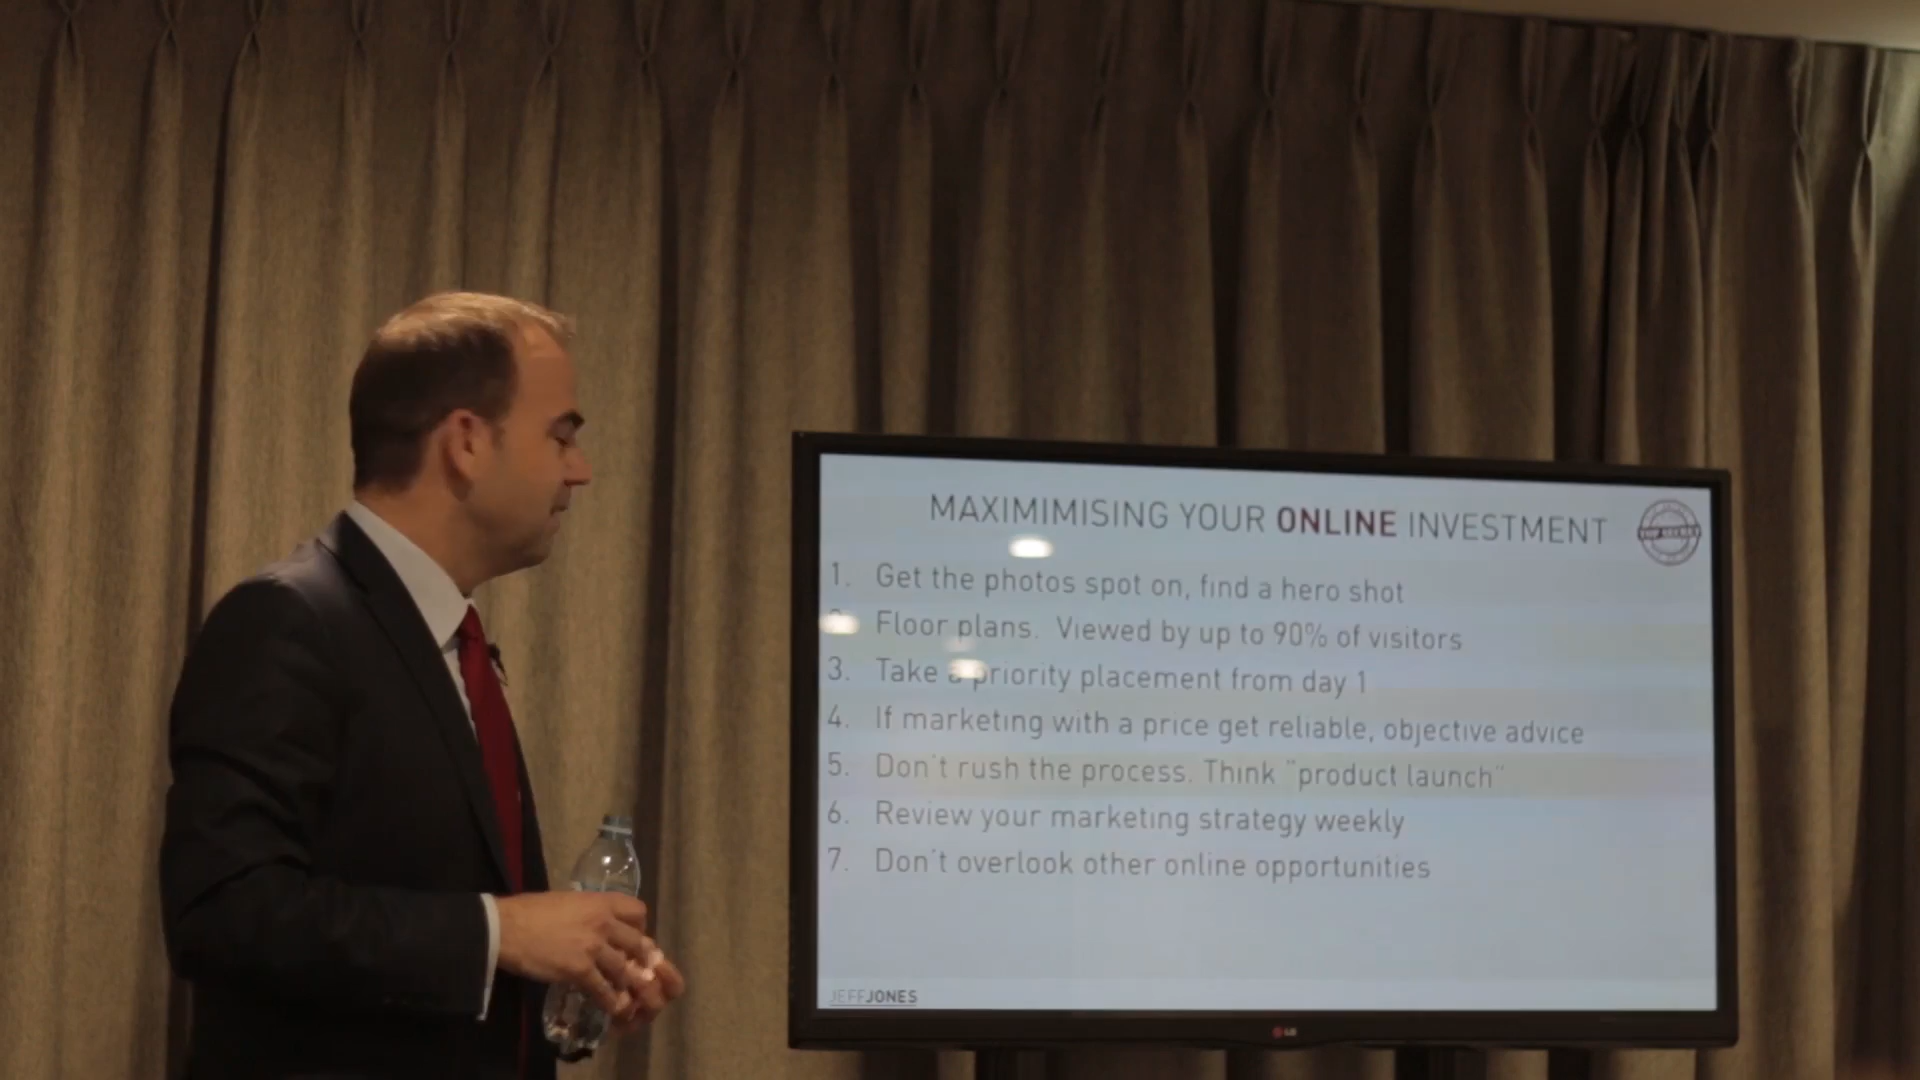 MAXIMIMISING YOUR ONLINE INVESTMENT
1. Get the photos spot on, find a hero shot
Floor plans. Viewed by up to 90% of visitors
3. Take a priority placement from day 1
4. If marketing with a price get reliable, objective advice
5. Don't rush the process. Think "product launch"
6. Review your marketing strategy weekly
7. Don't overlook other online opportunities
JEFFJONES
LG